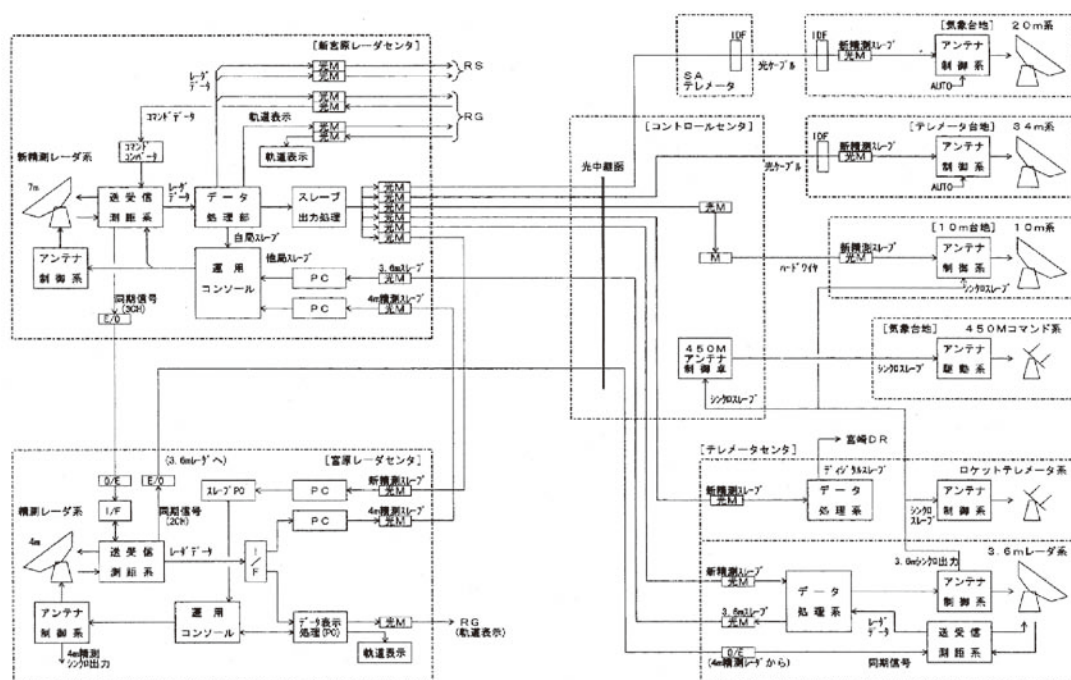 [新宮原レーダセンタ]
レーダデータ
光M
光M
RS
光M
光M
RG
コマンドデータ
軌道表示
光M
光M
軌道表示
コマンドコンバータ
新精測レーダ系
7m
送受信
測距系
レーダデータ
データ
処理部
スレーブ
出力処理
光M
光M
光M
光M
光M
自局スレーブ
他局スレーブ
アンテナ
制御系
運用
コンソール
PC
3.6mスレーブ
光M
PC
4m精測スレーブ
光M
同期信号
(3CH)
E/O
(3.6mレーダへ)
[宮原レーダセンタ]
O/E
E/O
スレーブPO
PC
新精測スレーブ
光M
I/F
同期信号
(2CH)
PC
4m精測スレーブ
光M
精測レーダ系
4m
送受信
測距系
レーダデータ
I/F
アンテナ
制御系
運用
コンソール
データ表示
処理(PO)
光M
RG
(軌道表示)
軌道表示
4m精測
シンクロ出力
IDF
SA
テレメータ
光ケーブル
IDF
[気象台地] 20m系
新精測スレーブ
光M
アンテナ
制御系
AUTO
[コントロールセンタ]
光中継函
光ケーブル
IDF
[テレメータ台地] 34m系
新精測スレーブ
光M
アンテナ
制御系
AUTO
光M
M
ハードワイヤ
[10m台地] 10m系
新精測スレーブ
光M
アンテナ
制御系
シンクロスレーブ
450M
アンテナ
制御卓
シンクロスレーブ
[気象台地] 450Mコマンド系
シンクロスレーブ
アンテナ
駆動系
[テレメータセンタ]
宮崎DR
ディジタルスレーブ
新精測スレーブ
光M
データ
処理系
ロケットテレメータ系
シンクロ
スレーブ
アンテナ
制御系
3.6mレーダ系
3.6mシンクロ出力
新精測スレーブ
光M
データ
処理系
アンテナ
制御系
3.6mスレーブ
光M
レーダ
データ
送受信
測距系
O/E
(4m精測レーダから)
同期信号